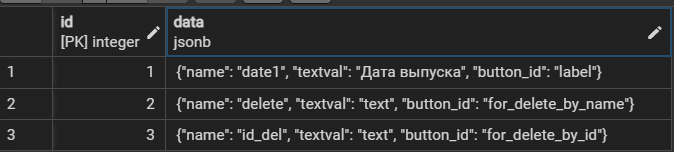 id data
[PK] integer jsonb
1 1 {"name": "date1", "textval": "Дата выпуска", "button_id": "label"}
2 2 {"name": "delete", "textval": "text", "button_id": "for_delete_by_name"}
3 3 {"name": "id_del", "textval": "text", "button_id": "for_delete_by_id"}